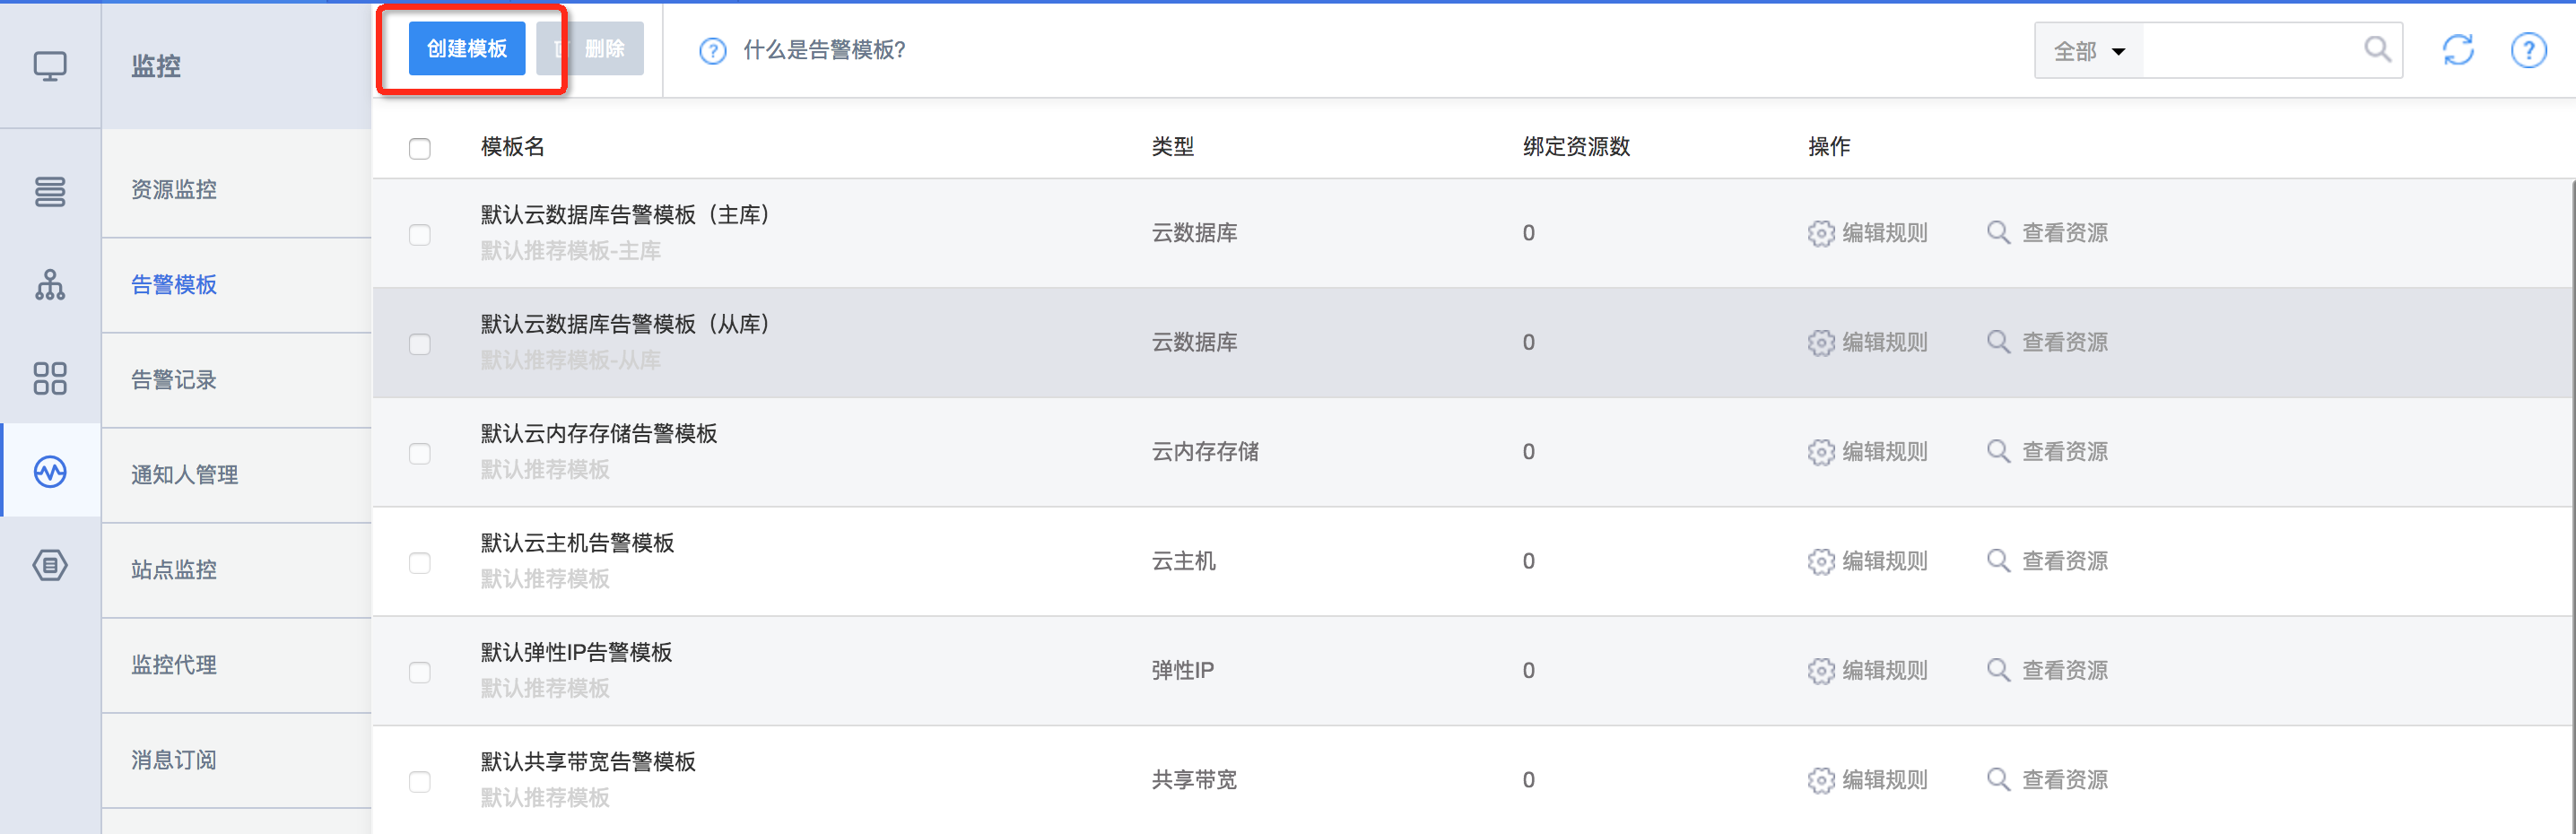 监控
资源监控
告警模板
告警记录
通知人管理
站点监控
监控代理
消息订阅
创建模板 删除 什么是告警模板? 全部
模板名 类型 绑定资源数 操作
默认云数据库告警模板（主库）
默认推荐模板-主库
云数据库 0 编辑规则 查看资源
默认云数据库告警模板（从库）
默认推荐模板-从库
云数据库 0 编辑规则 查看资源
默认云内存存储告警模板
默认推荐模板
云内存存储 0 编辑规则 查看资源
默认云主机告警模板
默认推荐模板
云主机 0 编辑规则 查看资源
默认弹性IP告警模板
默认推荐模板
弹性IP 0 编辑规则 查看资源
默认共享带宽告警模板
默认推荐模板
共享带宽 0 编辑规则 查看资源